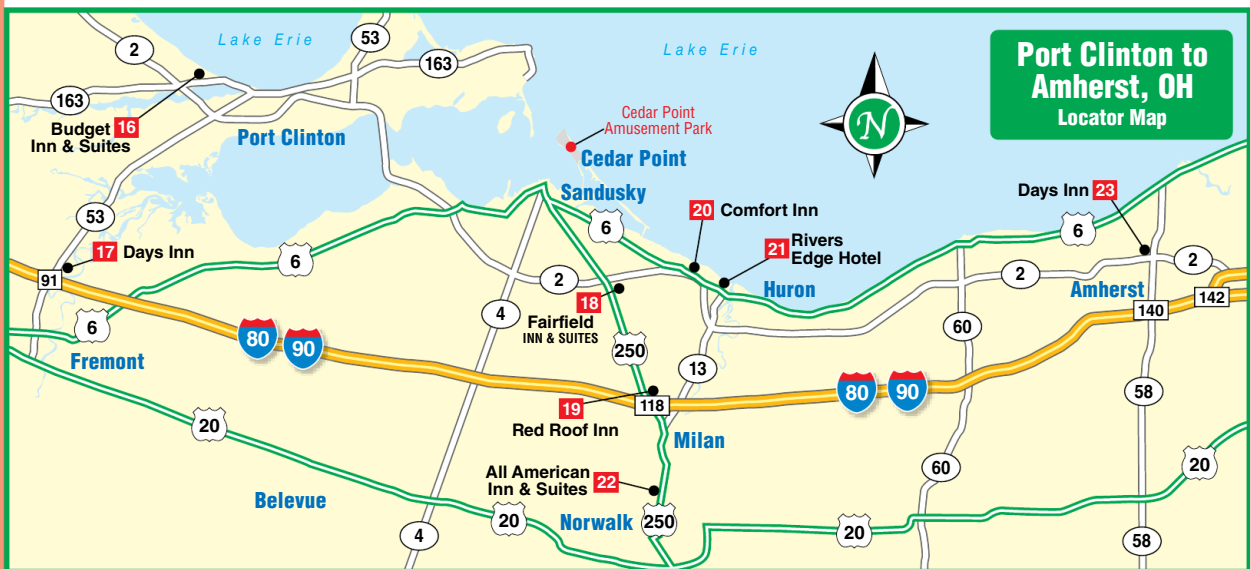 Lake Erie
Lake Erie
Port Clinton to
Amherst, OH
Locator Map
N
2
53
163
163
Budget 16
Inn & Suites
Port Clinton
Cedar Point
Amusement Park
Cedar Point
Sandusky
53
17 Days Inn
91
6
6
Fremont
80
90
20
Belevue
4
4
2
6
18
Fairfield
INN & SUITES
250
19
Red Roof Inn
118
Milan
13
20 Comfort Inn
21 Rivers
Edge Hotel
Huron
All American
Inn & Suites 22
Norwalk
250
20
20
80
90
60
60
2
6
Days Inn 23
2
Amherst
140
142
58
58
20